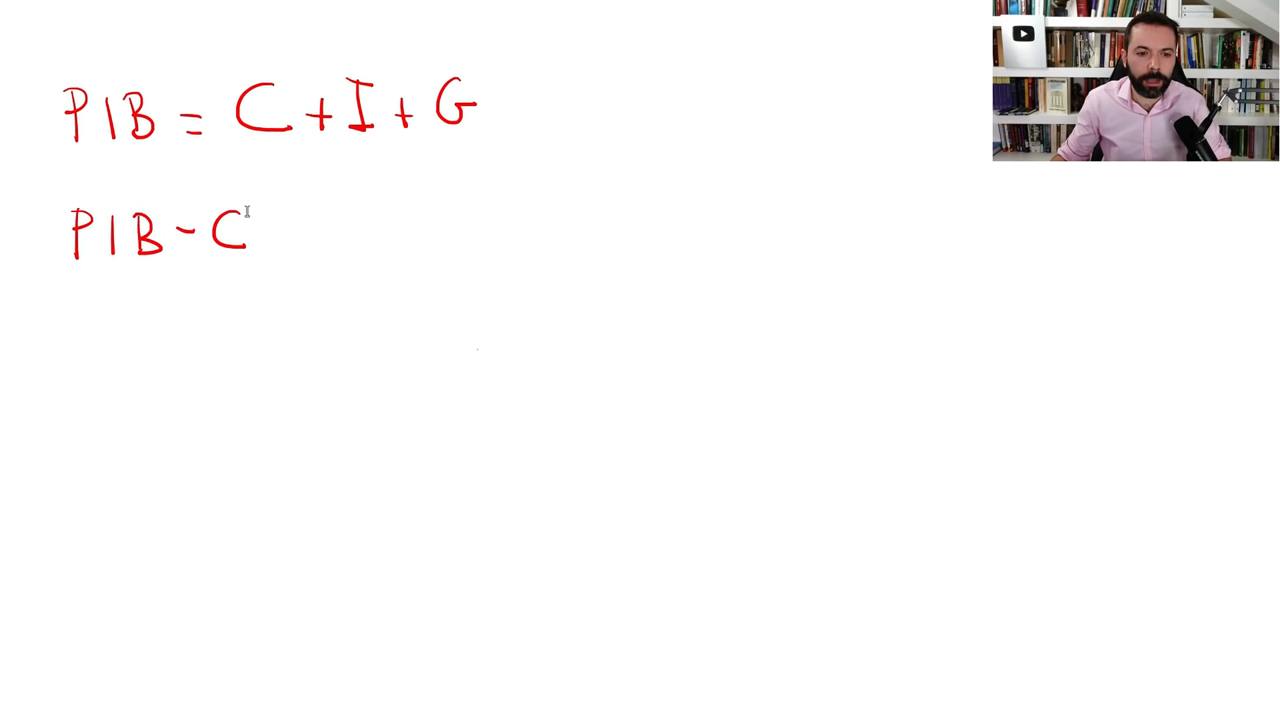 PIB = C + I + G
PIB - C